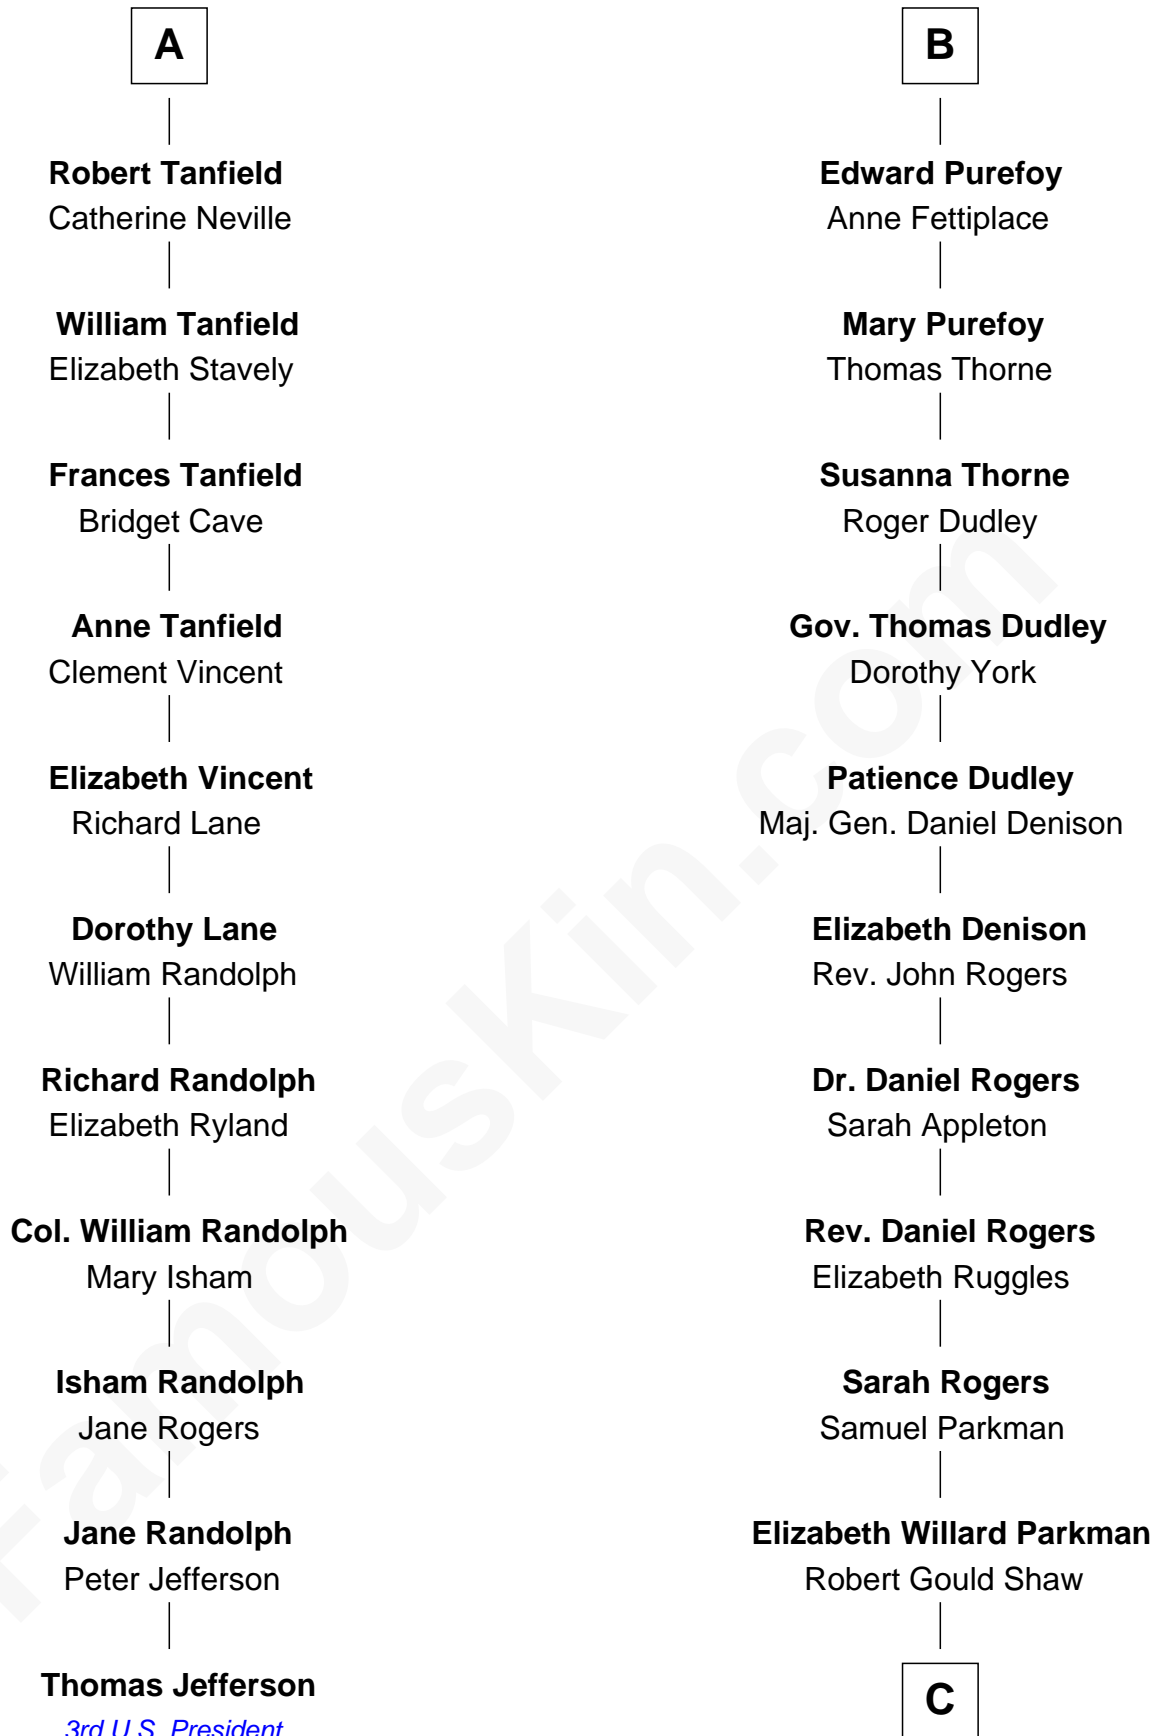 A
Robert Tanfield
Catherine Neville
William Tanfield
Elizabeth Stavely
Frances Tanfield
Bridget Cave
Anne Tanfield
Clement Vincent
Elizabeth Vincent
Richard Lane
Dorothy Lane
William Randolph
Richard Randolph
Elizabeth Ryland
Col. William Randolph
Mary Isham
Isham Randolph
Jane Rogers
Jane Randolph
Peter Jefferson
Thomas Jefferson
3rd U.S. President
B
Edward Purefoy
Anne Fettiplace
Mary Purefoy
Thomas Thorne
Susanna Thorne
Roger Dudley
Gov. Thomas Dudley
Dorothy York
Patience Dudley
Maj. Gen. Daniel Denison
Elizabeth Denison
Rev. John Rogers
Dr. Daniel Rogers
Sarah Appleton
Rev. Daniel Rogers
Elizabeth Ruggles
Sarah Rogers
Samuel Parkman
Elizabeth Willard Parkman
Robert Gould Shaw
C
FamousKin.com